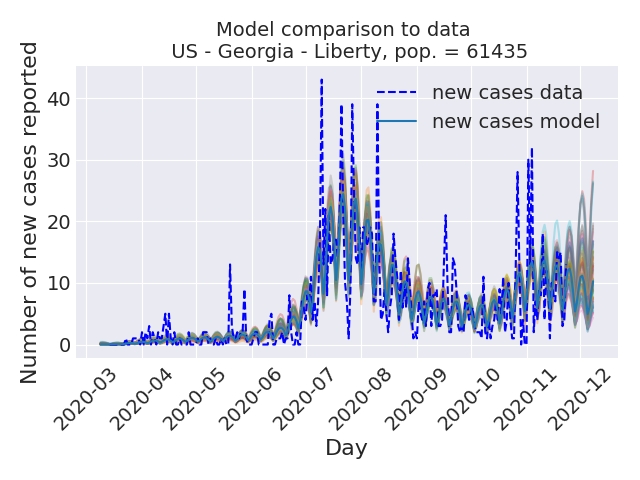 Model comparison to data
US - Georgia - Liberty, pop. = 61435
Number of new cases reported
40
30
20
10
0
new cases data
new cases model
2020-03
2020-04
2020-05
2020-06
2020-07
2020-08
2020-09
2020-10
2020-11
2020-12
Day